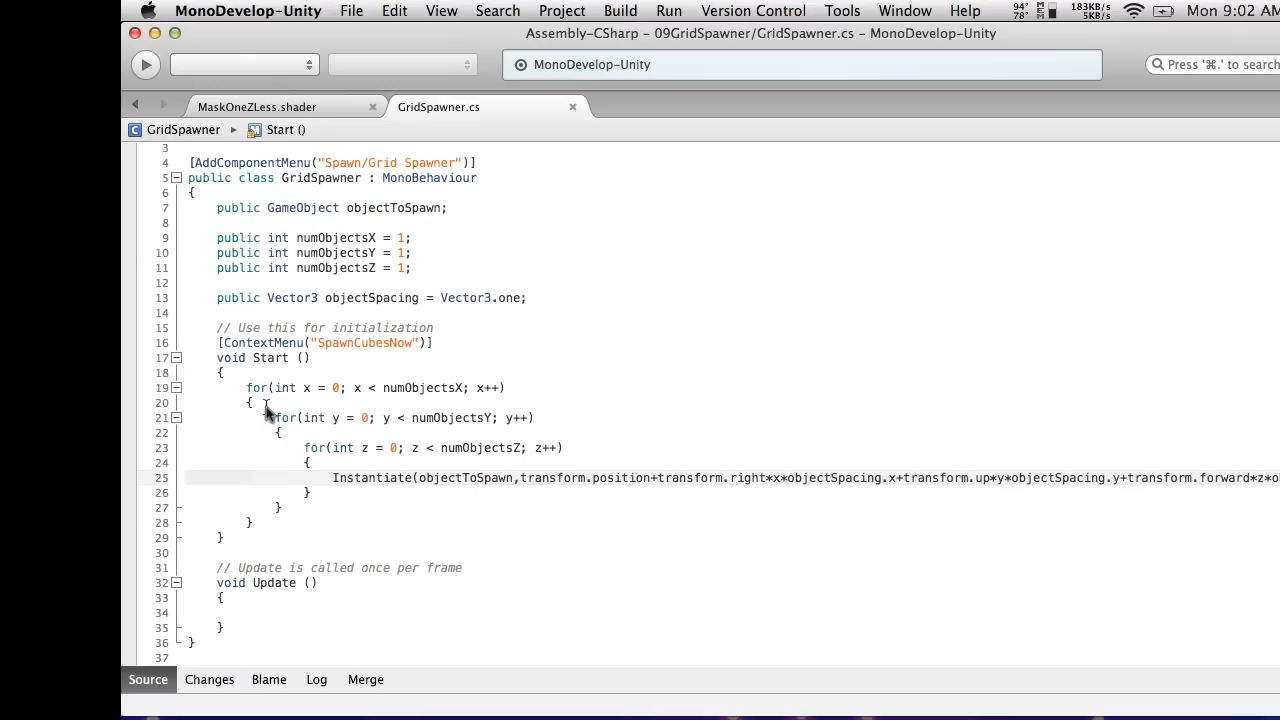 MonoDevelop-Unity File Edit View Search Project Build Run Version Control Tools Window Help 94° 78° 183KB/s 5KB/s Mon 9:02 AM
Assembly-CSharp - 09GridSpawner/GridSpawner.cs - MonoDevelop-Unity
MonoDevelop-Unity Press '⌘.' to search
MaskOneZLess.shader GridSpawner.cs
GridSpawner Start ()
3
4 [AddComponentMenu("Spawn/Grid Spawner")]
5 public class GridSpawner : MonoBehaviour
6 {
7 public GameObject objectToSpawn;
8
9 public int numObjectsX = 1;
10 public int numObjectsY = 1;
11 public int numObjectsZ = 1;
12
13 public Vector3 objectSpacing = Vector3.one;
14
15 // Use this for initialization
16 [ContextMenu("SpawnCubesNow")]
17 void Start ()
18 {
19 for(int x = 0; x < numObjectsX; x++)
20 {
21 for(int y = 0; y < numObjectsY; y++)
22 {
23 for(int z = 0; z < numObjectsZ; z++)
24 {
25 Instantiate(objectToSpawn,transform.position+transform.right*x*objectSpacing.x+transform.up*y*objectSpacing.y+transform.forward*z*o
26 }
27 }
28 }
29 }
30
31 // Update is called once per frame
32 void Update ()
33 {
34
35 }
36 }
37
Source Changes Blame Log Merge